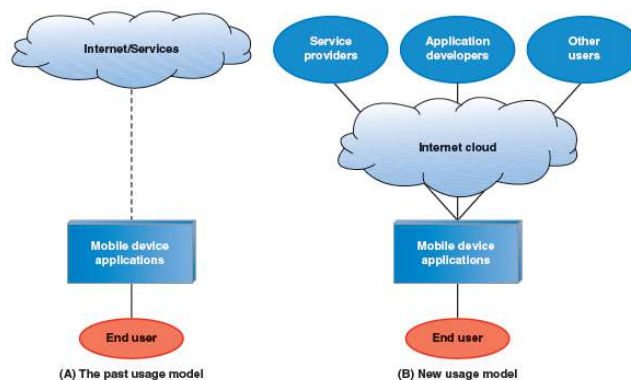 Internet/Services
Mobile device
applications
End user
(A) The past usage model
Service
providers
Application
developers
Other
users
Internet cloud
Mobile device
applications
End user
(B) New usage model